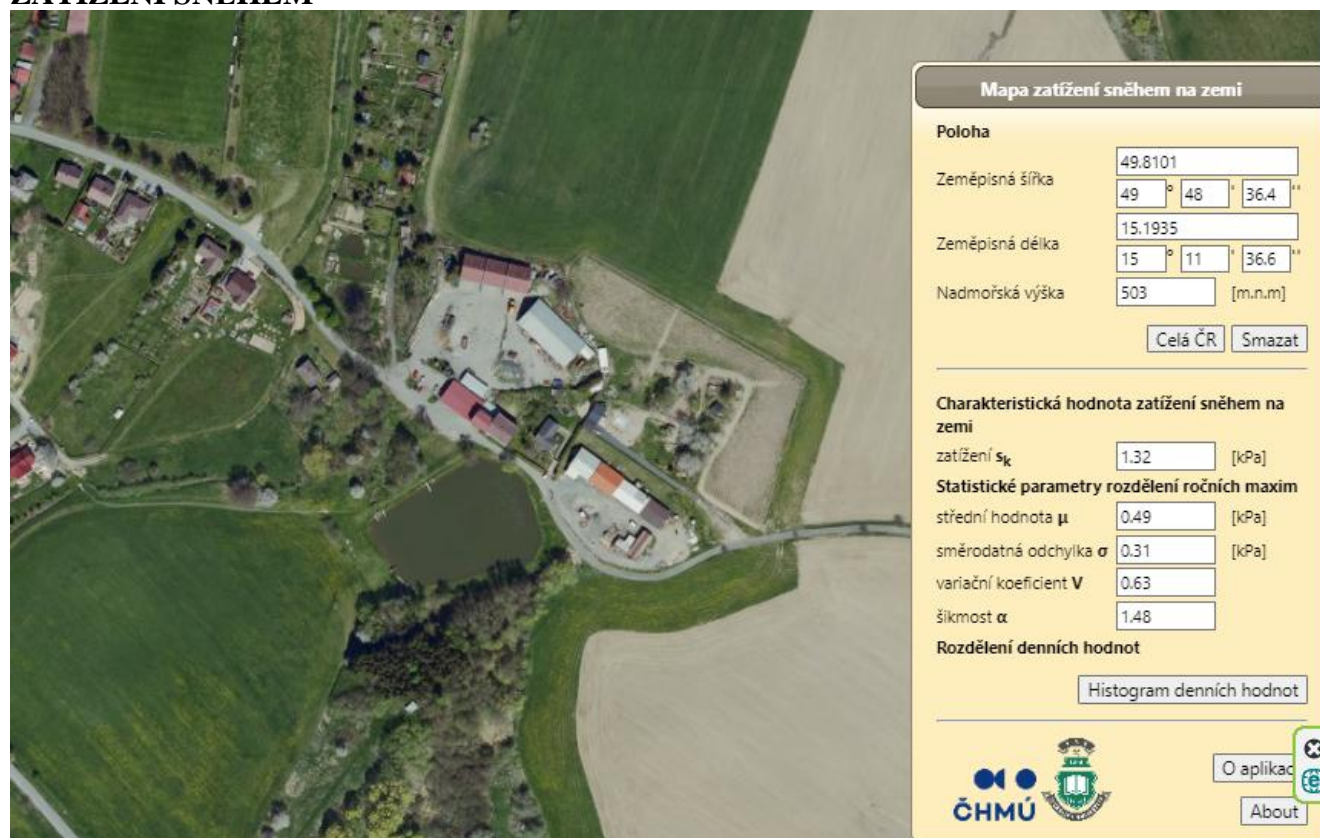 ZATÍŽENÍ SNĚHEM
Mapa zatížení sněhem na zemi
Poloha
Zeměpisná šířka
49.8101
49 ° 48 ' 36.4 ''
Zeměpisná délka
15.1935
15 ° 11 ' 36.6 ''
Nadmořská výška 503 [m.n.m]
Celá ČR Smazat
Charakteristická hodnota zatížení sněhem na
zemi
zatížení sk 1.32 [kPa]
Statistické parametry rozdělení ročních maxim
střední hodnota μ 0.49 [kPa]
směrodatná odchylka σ 0.31 [kPa]
variační koeficient V 0.63
šikmost α 1.48
Rozdělení denních hodnot
Histogram denních hodnot
O aplikac
ČHMÚ
About